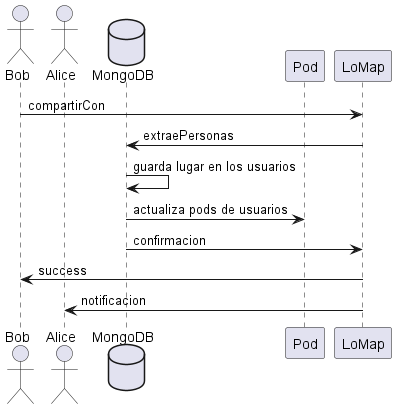 Bob Alice MongoDB Pod LoMap
compartirCon
extraePersonas
guarda lugar en los usuarios
actualiza pods de usuarios
confirmacion
success
notificacion
Bob Alice MongoDB Pod LoMap